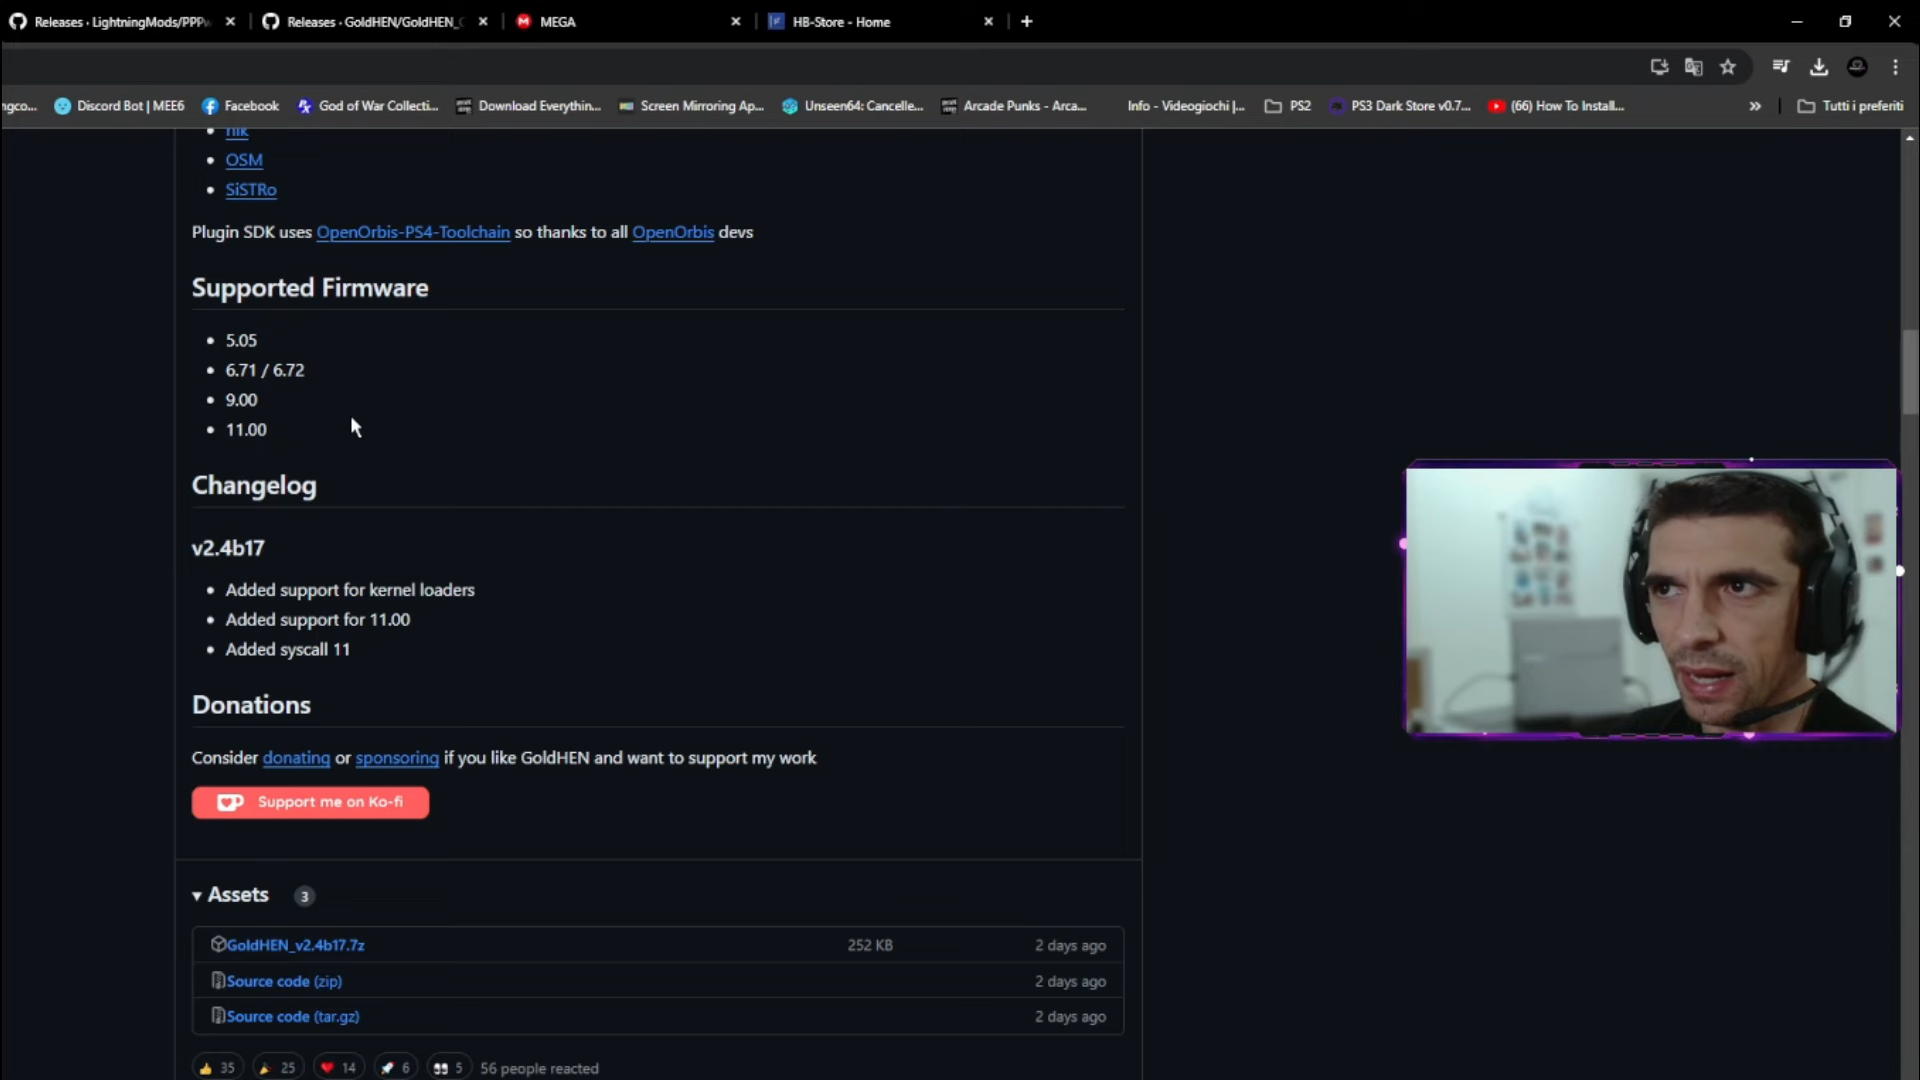 Releases · LightningMods/PPPw
Releases · GoldHEN/GoldHEN_
MEGA
HB-Store - Home
ngco...
Discord Bot | MEE6
Facebook
God of War Collecti...
Download Everythin...
Screen Mirroring Ap...
Unseen64: Cancelle...
Arcade Punks - Arca...
Info - Videogiochi |...
PS2
PS3 Dark Store v0.7...
(66) How To Install...
Tutti i preferiti
OSM
SiSTRo
Plugin SDK uses OpenOrbis-PS4-Toolchain so thanks to all OpenOrbis devs
Supported Firmware
5.05
6.71 / 6.72
9.00
11.00
Changelog
v2.4b17
Added support for kernel loaders
Added support for 11.00
Added syscall 11
Donations
Consider donating or sponsoring if you like GoldHEN and want to support my work
Support me on Ko-fi
Assets 3
GoldHEN_v2.4b17.7z 252 KB 2 days ago
Source code (zip) 2 days ago
Source code (tar.gz) 2 days ago
35 25 14 6 5 56 people reacted